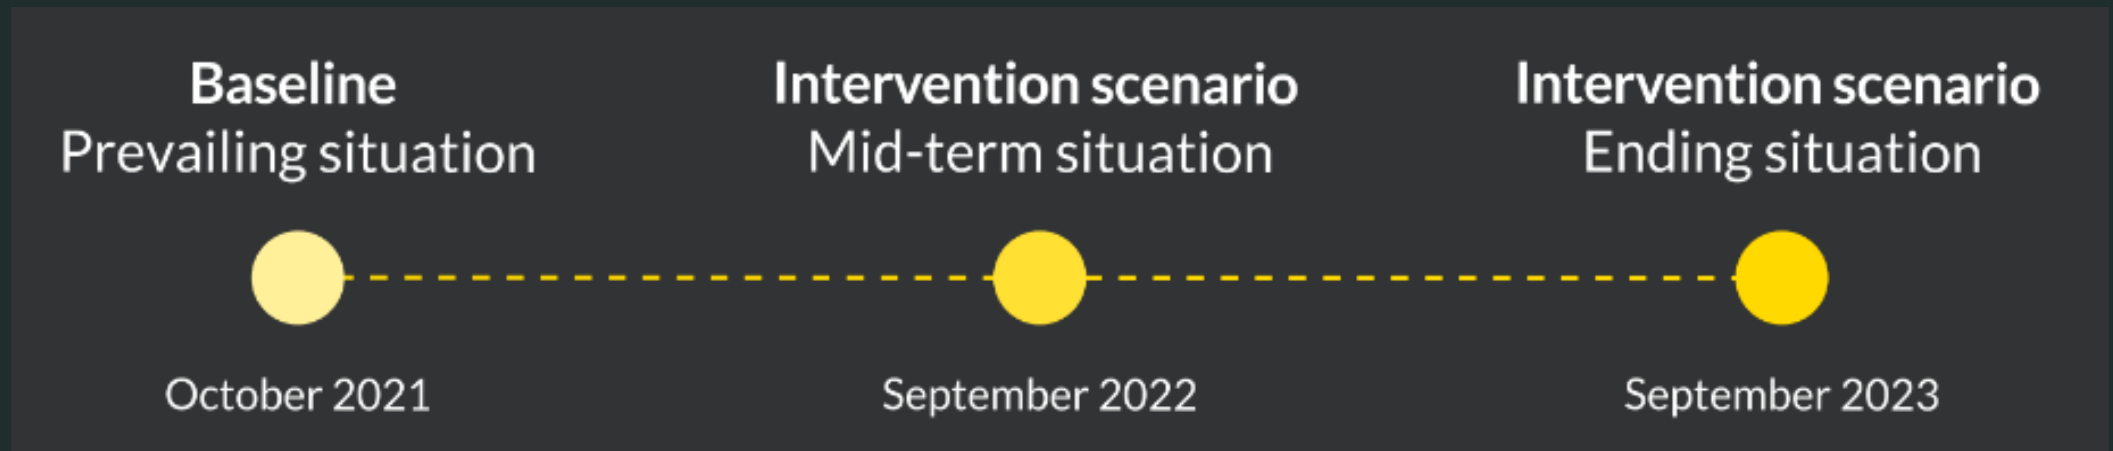 Baseline
Prevailing situation
October 2021
Intervention scenario
Mid-term situation
September 2022
Intervention scenario
Ending situation
September 2023